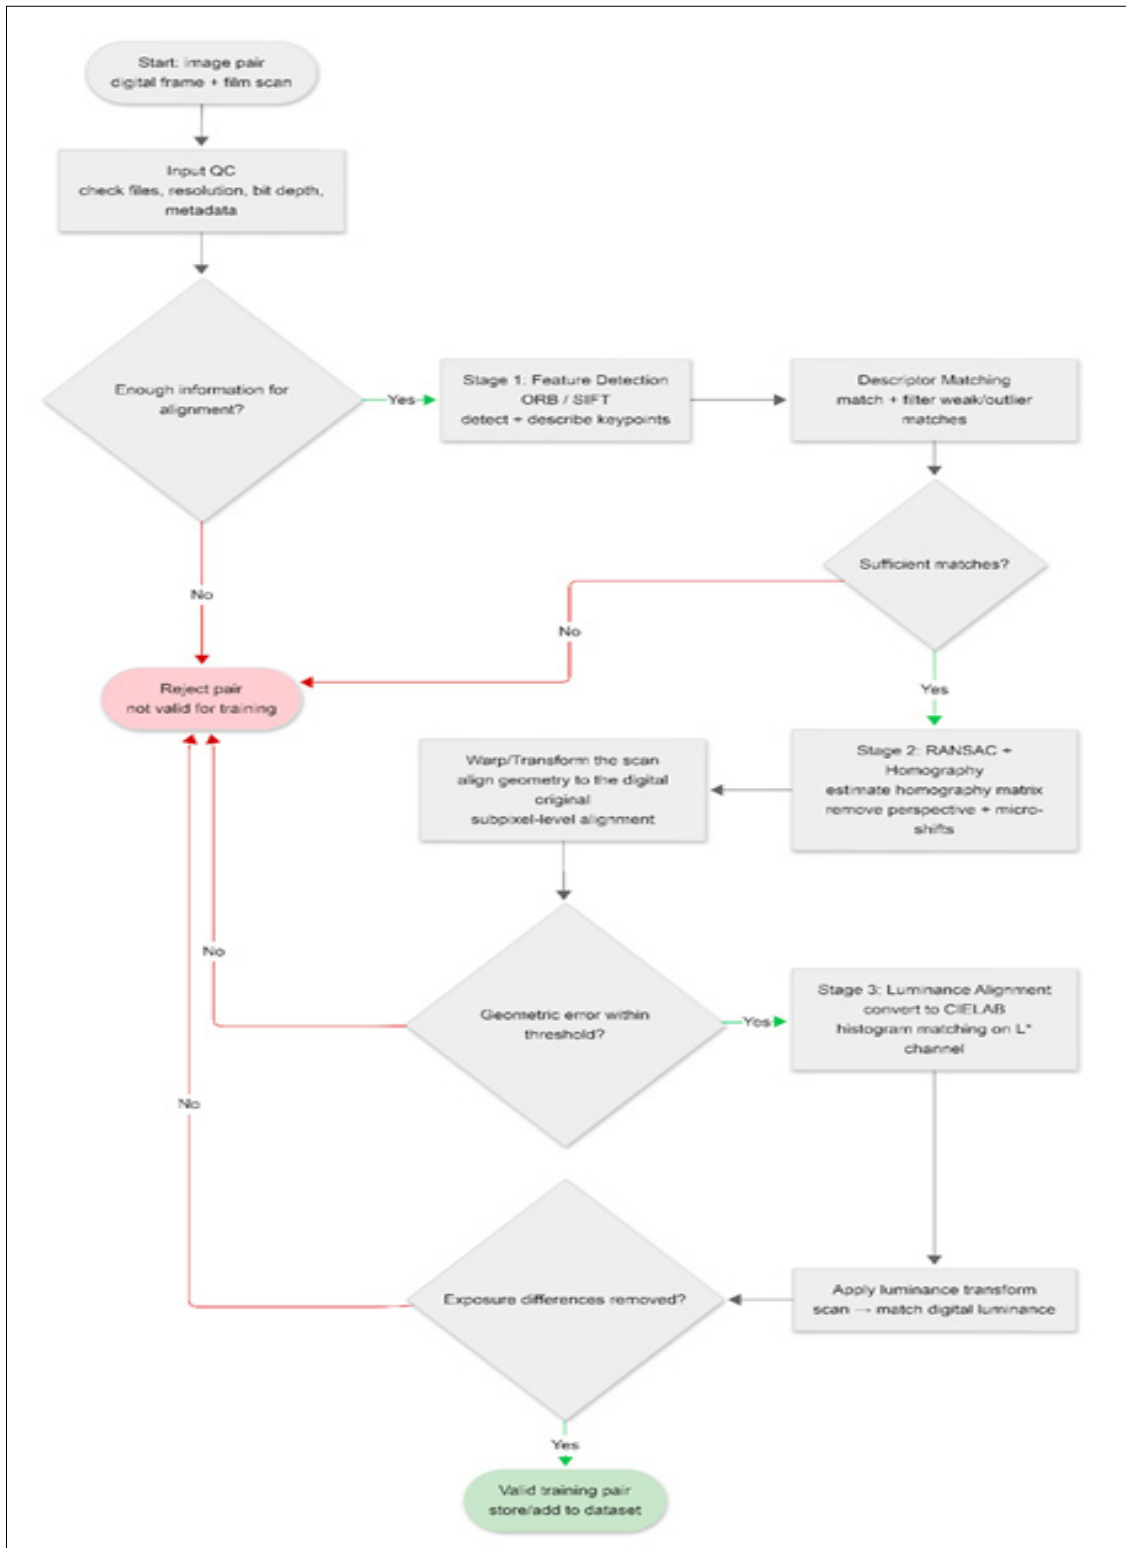 Start: image pair
digital frame + film scan
Input QC
check files, resolution, bit depth,
metadata
Enough information for
alignment?
Yes
Stage 1: Feature Detection
ORB / SIFT
detect + describe keypoints
Descriptor Matching
match + filter weak/outlier
matches
Sufficient matches?
No
No
Reject pair
not valid for training
Yes
Stage 2: RANSAC +
Homography
estimate homography matrix
remove perspective + micro-
shifts
Warp/Transform the scan
align geometry to the digital
original
subpixel-level alignment
No
Geometric error within
threshold?
Yes
Stage 3: Luminance Alignment
convert to CIELAB
histogram matching on L*
channel
No
Exposure differences removed?
Apply luminance transform
scan → match digital luminance
Yes
Valid training pair
store/add to dataset